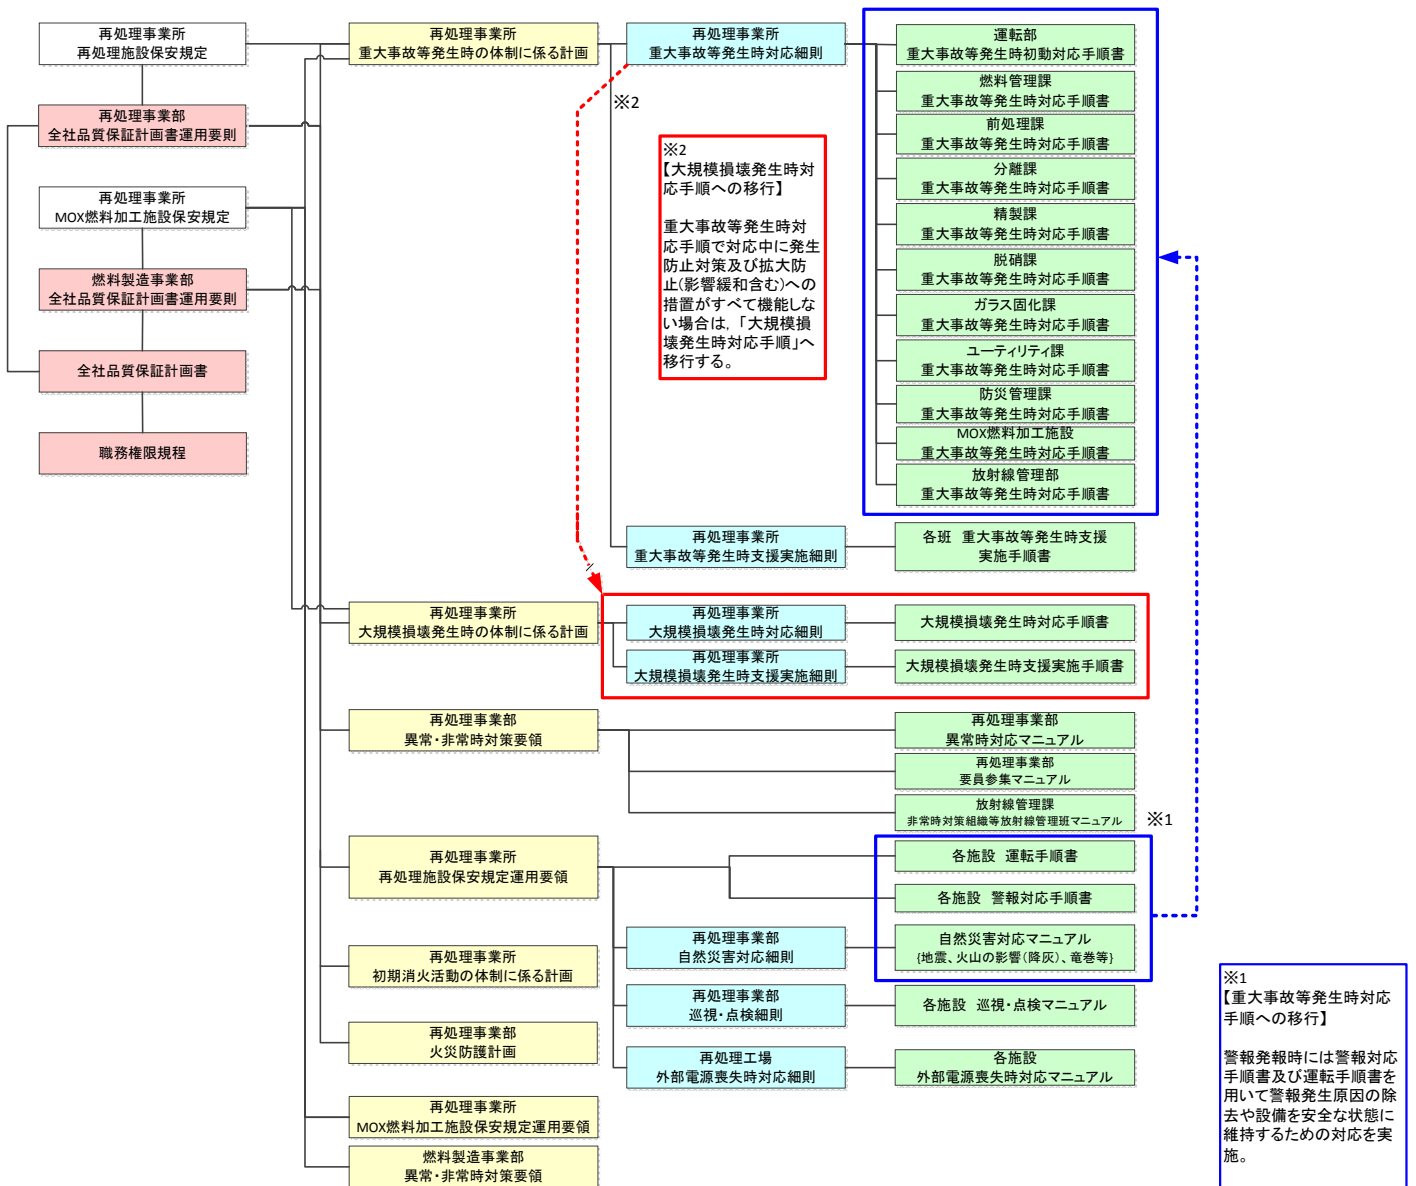 再処理事業所
再処理施設保安規定
再処理事業部
全社品質保証計画書運用要則
再処理事業所
MOX燃料加工施設保安規定
燃料製造事業部
全社品質保証計画書運用要則
全社品質保証計画書
職務権限規程
再処理事業所
重大事故等発生時の体制に係る計画
再処理事業所
大規模損壊発生時の体制に係る計画
再処理事業部
異常・非常時対策要領
再処理事業所
再処理施設保安規定運用要領
再処理事業所
初期消火活動の体制に係る計画
再処理事業部
火災防護計画
再処理事業所
MOX燃料加工施設保安規定運用要領
燃料製造事業部
異常・非常時対策要領
再処理事業所
重大事故等発生時対応細則
※2
※2
【大規模損壊発生時対
応手順への移行】
重大事故等発生時対
応手順で対応中に発生
防止対策及び拡大防
止(影響緩和含む)への
措置がすべて機能しな
い場合は,「大規模損
壊発生時対応手順」へ
移行する。
再処理事業所
重大事故等発生時支援実施細則
再処理事業所
大規模損壊発生時対応細則
再処理事業所
大規模損壊発生時支援実施細則
再処理事業部
自然災害対応細則
再処理事業部
巡視・点検細則
再処理工場
外部電源喪失時対応細則
運転部
重大事故等発生時初動対応手順書
燃料管理課
重大事故等発生時対応手順書
前処理課
重大事故等発生時対応手順書
分離課
重大事故等発生時対応手順書
精製課
重大事故等発生時対応手順書
脱硝課
重大事故等発生時対応手順書
ガラス固化課
重大事故等発生時対応手順書
ユーティリティ課
重大事故等発生時対応手順書
防災管理課
重大事故等発生時対応手順書
MOX燃料加工施設
重大事故等発生時対応手順書
放射線管理部
重大事故等発生時対応手順書
各班 重大事故等発生時支援
実施手順書
大規模損壊発生時対応手順書
大規模損壊発生時支援実施手順書
再処理事業部
異常時対応マニュアル
再処理事業部
要員参集マニュアル
放射線管理課
非常時対策組織等放射線管理班マニュアル
※1
各施設 運転手順書
各施設 警報対応手順書
自然災害対応マニュアル
{地震、火山の影響(降灰)、竜巻等}
各施設 巡視・点検マニュアル
各施設
外部電源喪失時対応マニュアル
※1
【重大事故等発生時対応
手順への移行】
警報発報時には警報対応
手順書及び運転手順書を
用いて警報発生原因の除
去や設備を安全な状態に
維持するための対応を実
施。